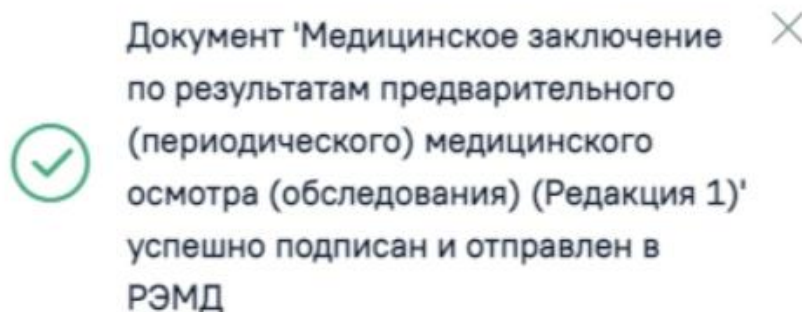 Документ 'Медицинское заключение
по результатам предварительного
(периодического) медицинского
осмотра (обследования) (Редакция 1)'
успешно подписан и отправлен в
РЭМД